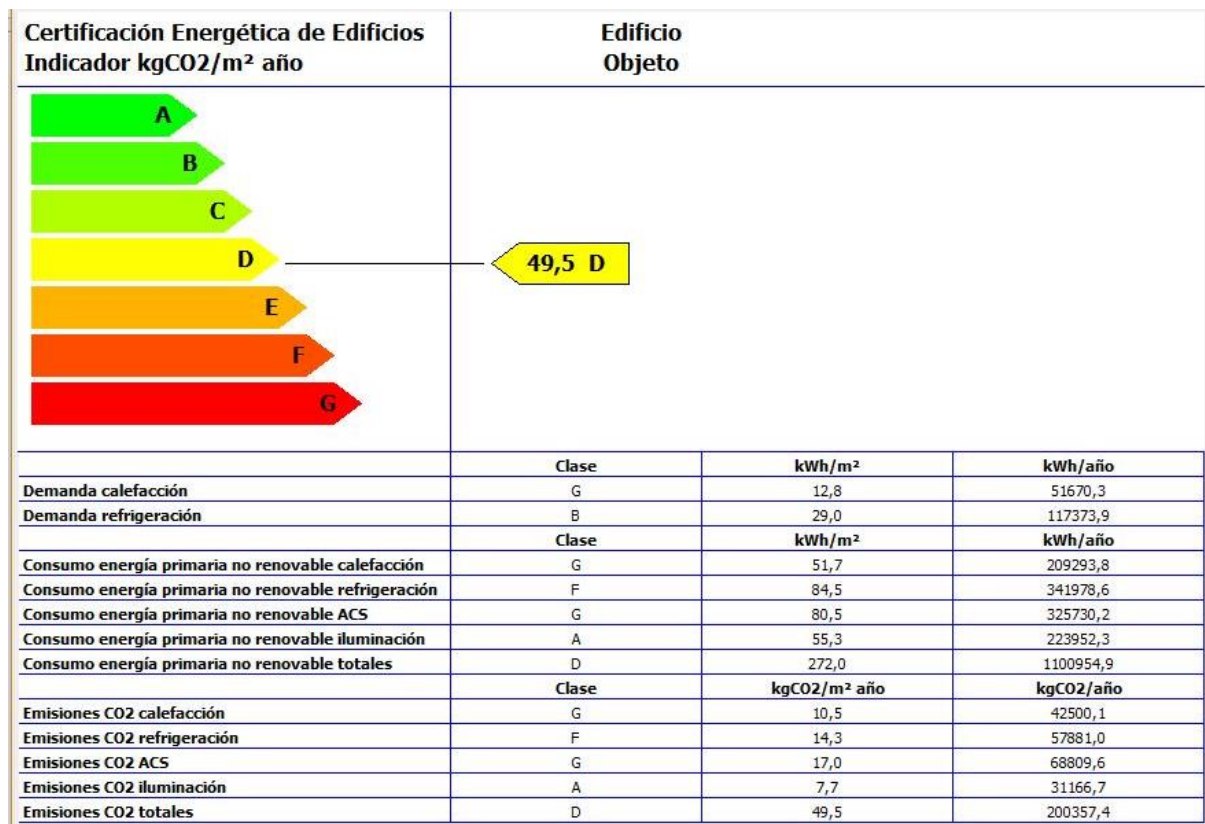 Certificación Energética de Edificios
Indicador kgCO2/m² año
Edificio
Objeto
A
B
C
D
49,5 D
E
F
G
Clase kWh/m² kWh/año
Demanda calefacción G 12,8 51670,3
Demanda refrigeración B 29,0 117373,9
Clase kWh/m² kWh/año
Consumo energía primaria no renovable calefacción G 51,7 209293,8
Consumo energía primaria no renovable refrigeración F 84,5 341978,6
Consumo energía primaria no renovable ACS G 80,5 325730,2
Consumo energía primaria no renovable iluminación A 55,3 223952,3
Consumo energía primaria no renovable totales D 272,0 1100954,9
Clase kgCO2/m² año kgCO2/año
Emisiones CO2 calefacción G 10,5 42500,1
Emisiones CO2 refrigeración F 14,3 57881,0
Emisiones CO2 ACS G 17,0 68809,6
Emisiones CO2 iluminación A 7,7 31166,7
Emisiones CO2 totales D 49,5 200357,4